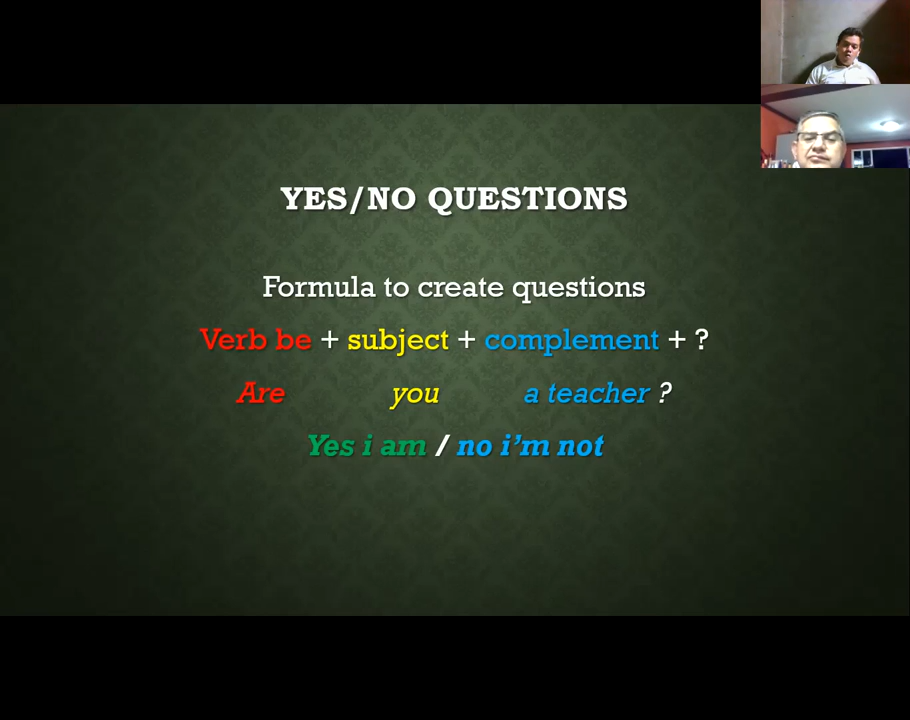 YES/NO QUESTIONS
Formula to create questions
Verb be + subject + complement + ?
Are you a teacher ?
Yes i am / no i'm not